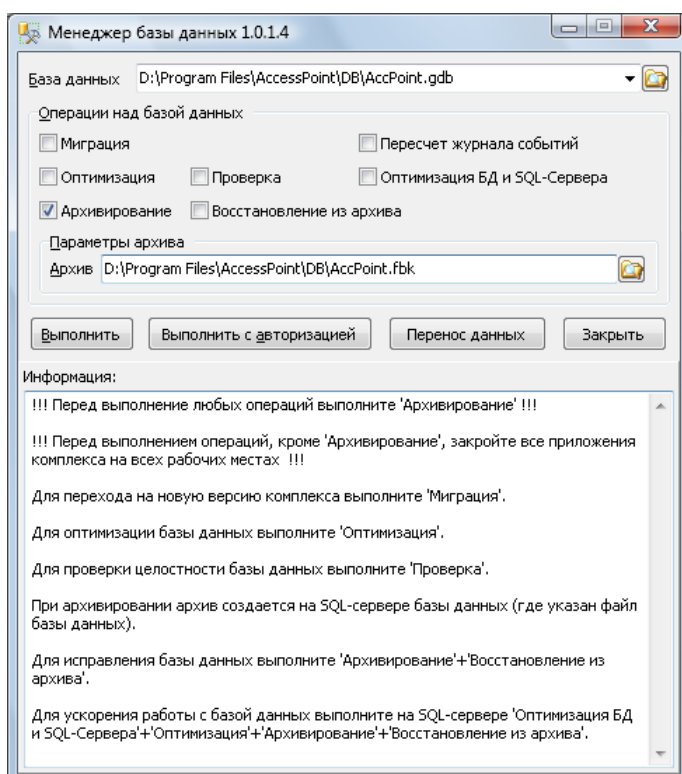 Менеджер базы данных 1.0.1.4
База данных D:\Program Files\AccessPoint\DB\AccPoint.gdb
Операции над базой данных
Миграция Пересчет журнала событий
Оптимизация Проверка Оптимизация БД и SQL-Сервера
Архивирование Восстановление из архива
Параметры архива
Архив D:\Program Files\AccessPoint\DB\AccPoint.fbk
Выполнить Выполнить с авторизацией Перенос данных Закрыть
Информация:
!!! Перед выполнение любых операций выполните 'Архивирование' !!!
!!! Перед выполнением операций, кроме 'Архивирование', закройте все приложения
комплекса на всех рабочих местах !!!
Для перехода на новую версию комплекса выполните 'Миграция'.
Для оптимизации базы данных выполните 'Оптимизация'.
Для проверки целостности базы данных выполните 'Проверка'.
При архивировании архив создается на SQL-сервере базы данных (где указан файл
базы данных).
Для исправления базы данных выполните 'Архивирование'+'Восстановление из
архива'.
Для ускорения работы с базой данных выполните на SQL-сервере 'Оптимизация БД
и SQL-Сервера'+'Оптимизация'+'Архивирование'+'Восстановление из архива'.